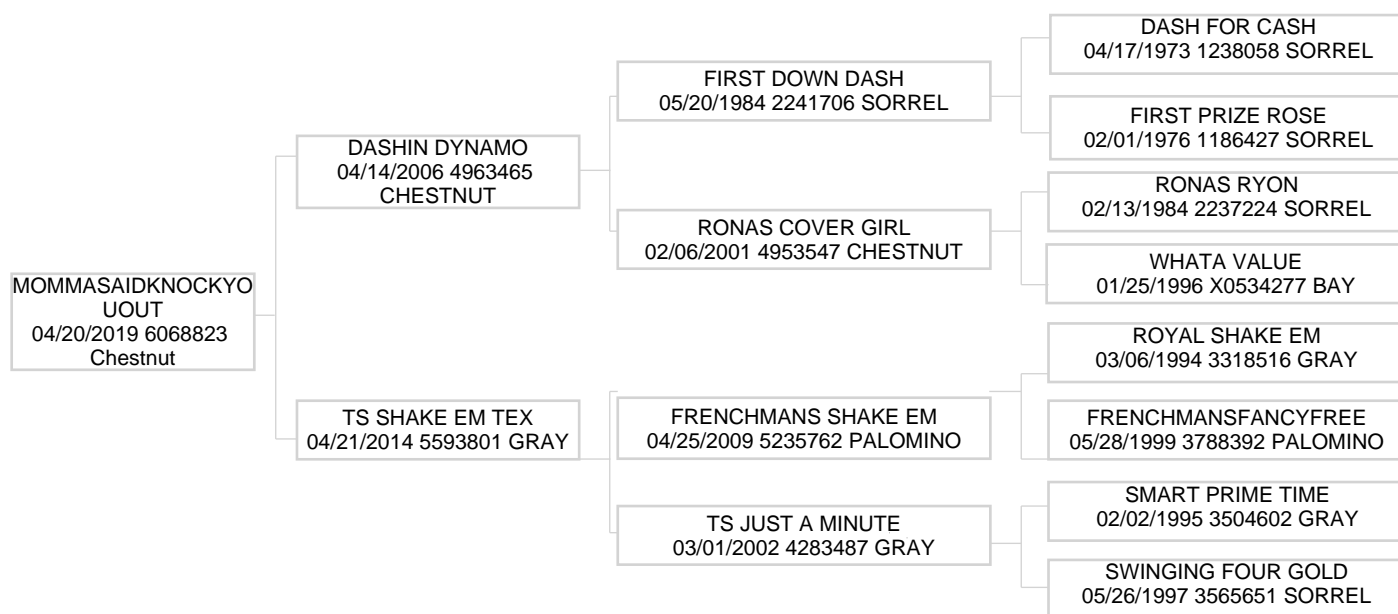 MOMMASAIDKNOCKYO
UOUT
04/20/2019 6068823
Chestnut
DASHIN DYNAMO
04/14/2006 4963465
CHESTNUT
TS SHAKE EM TEX
04/21/2014 5593801 GRAY
FIRST DOWN DASH
05/20/1984 2241706 SORREL
RONAS COVER GIRL
02/06/2001 4953547 CHESTNUT
FRENCHMANS SHAKE EM
04/25/2009 5235762 PALOMINO
TS JUST A MINUTE
03/01/2002 4283487 GRAY
DASH FOR CASH
04/17/1973 1238058 SORREL
FIRST PRIZE ROSE
02/01/1976 1186427 SORREL
RONAS RYON
02/13/1984 2237224 SORREL
WHATA VALUE
01/25/1996 X0534277 BAY
ROYAL SHAKE EM
03/06/1994 3318516 GRAY
FRENCHMANSFANCYFREE
05/28/1999 3788392 PALOMINO
SMART PRIME TIME
02/02/1995 3504602 GRAY
SWINGING FOUR GOLD
05/26/1997 3565651 SORREL